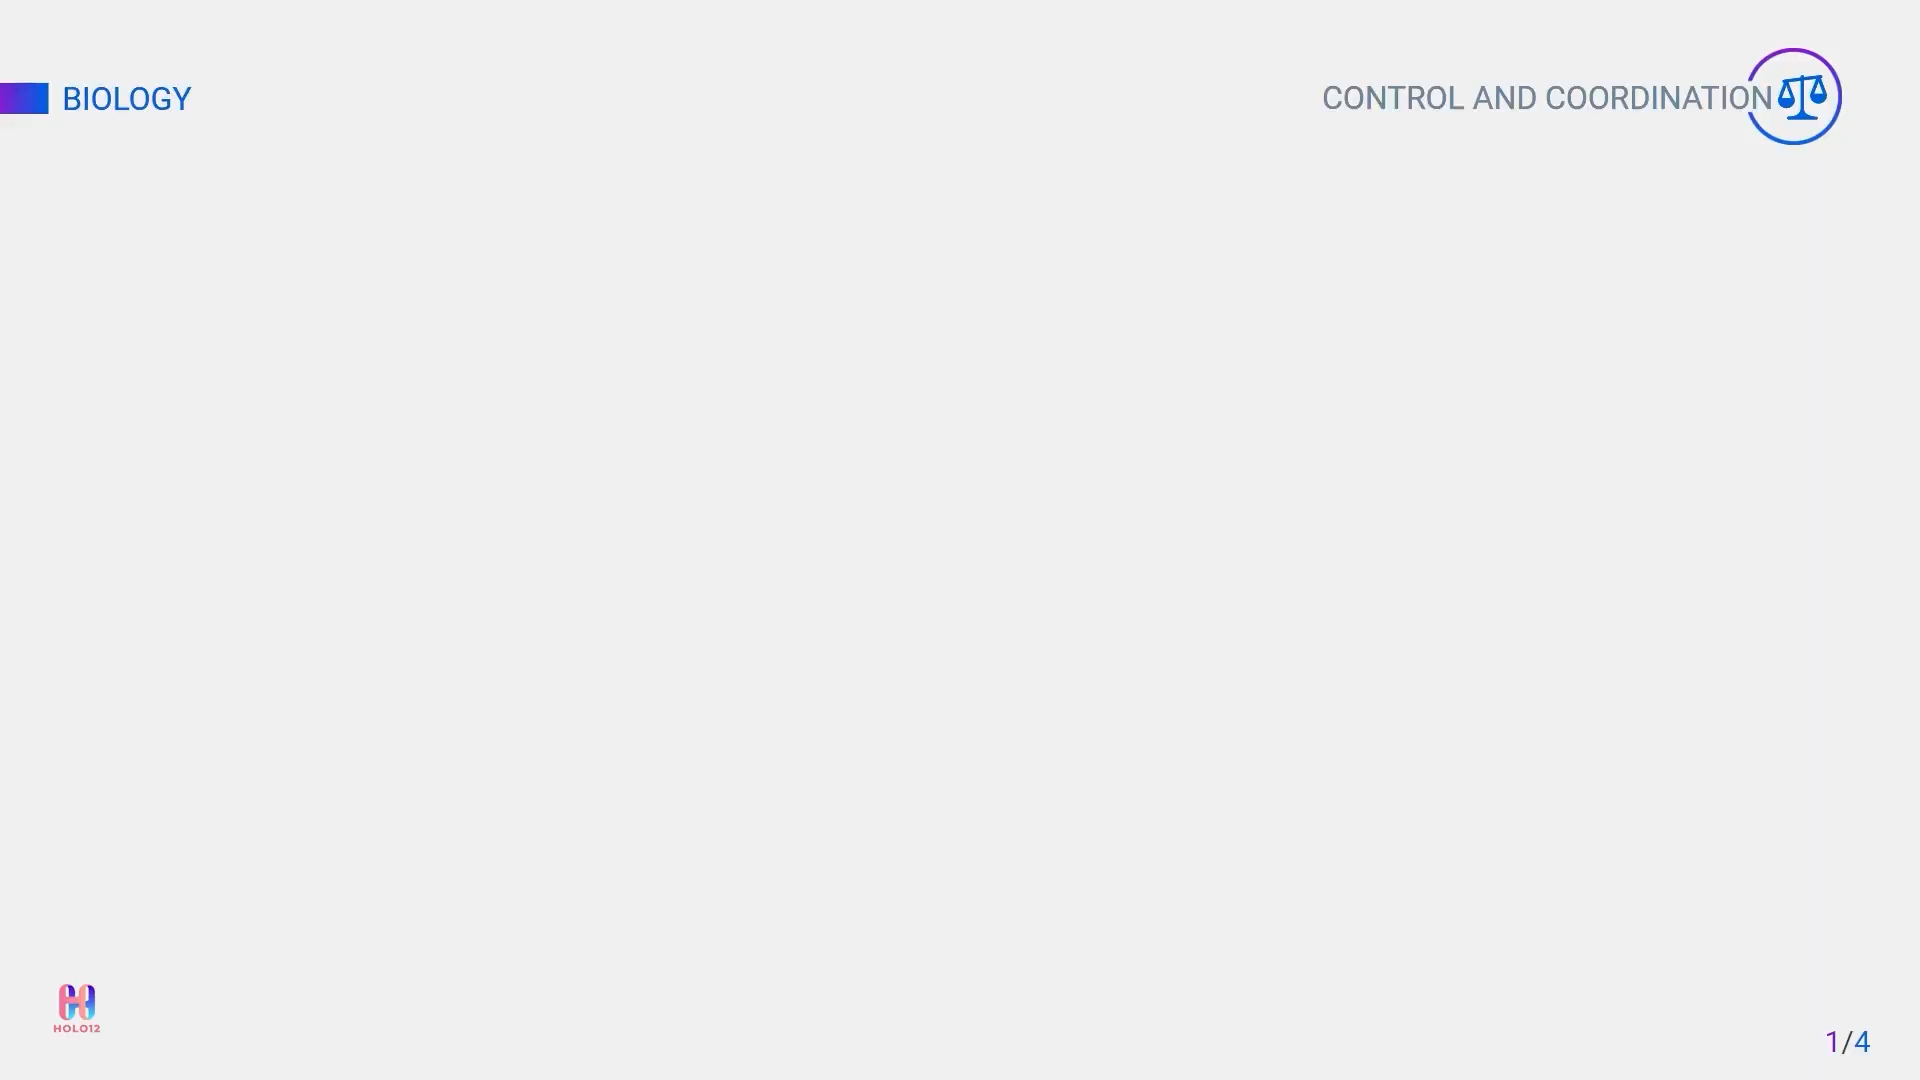 BIOLOGY
CONTROL AND COORDINATION
HOLO12
1/4